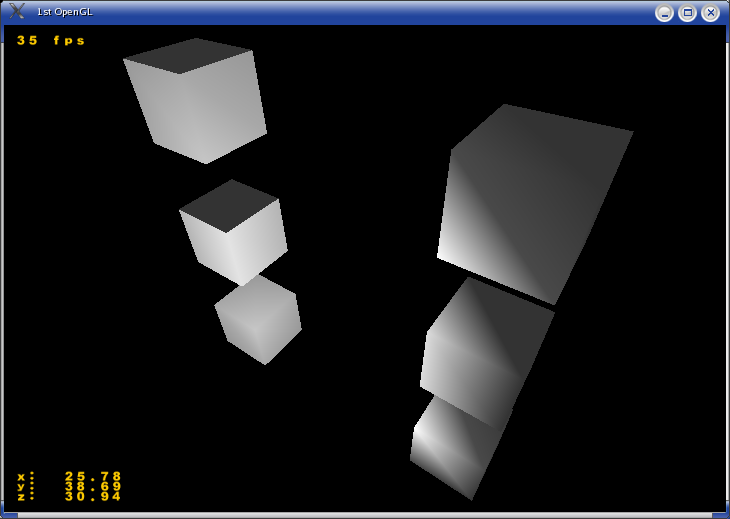 1st OpenGL
35 fps
x: 25.78
y: 38.69
z: 30.94